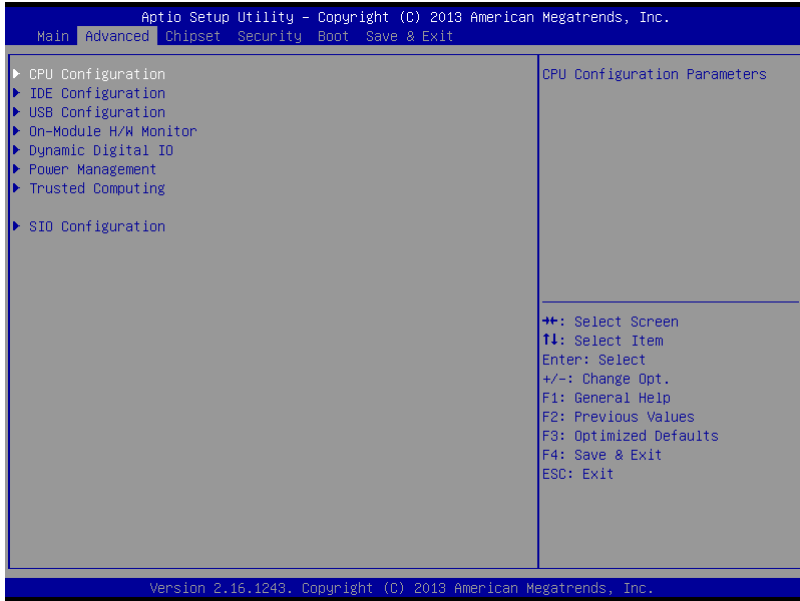 Aptio Setup Utility – Copyright (C) 2013 American Megatrends, Inc.
Main Advanced Chipset Security Boot Save & Exit
CPU Configuration
IDE Configuration
USB Configuration
On-Module H/W Monitor
Dynamic Digital IO
Power Management
Trusted Computing
SIO Configuration
CPU Configuration Parameters
→←: Select Screen
↑↓: Select Item
Enter: Select
+/-: Change Opt.
F1: General Help
F2: Previous Values
F3: Optimized Defaults
F4: Save & Exit
ESC: Exit
Version 2.16.1243. Copyright (C) 2013 American Megatrends, Inc.